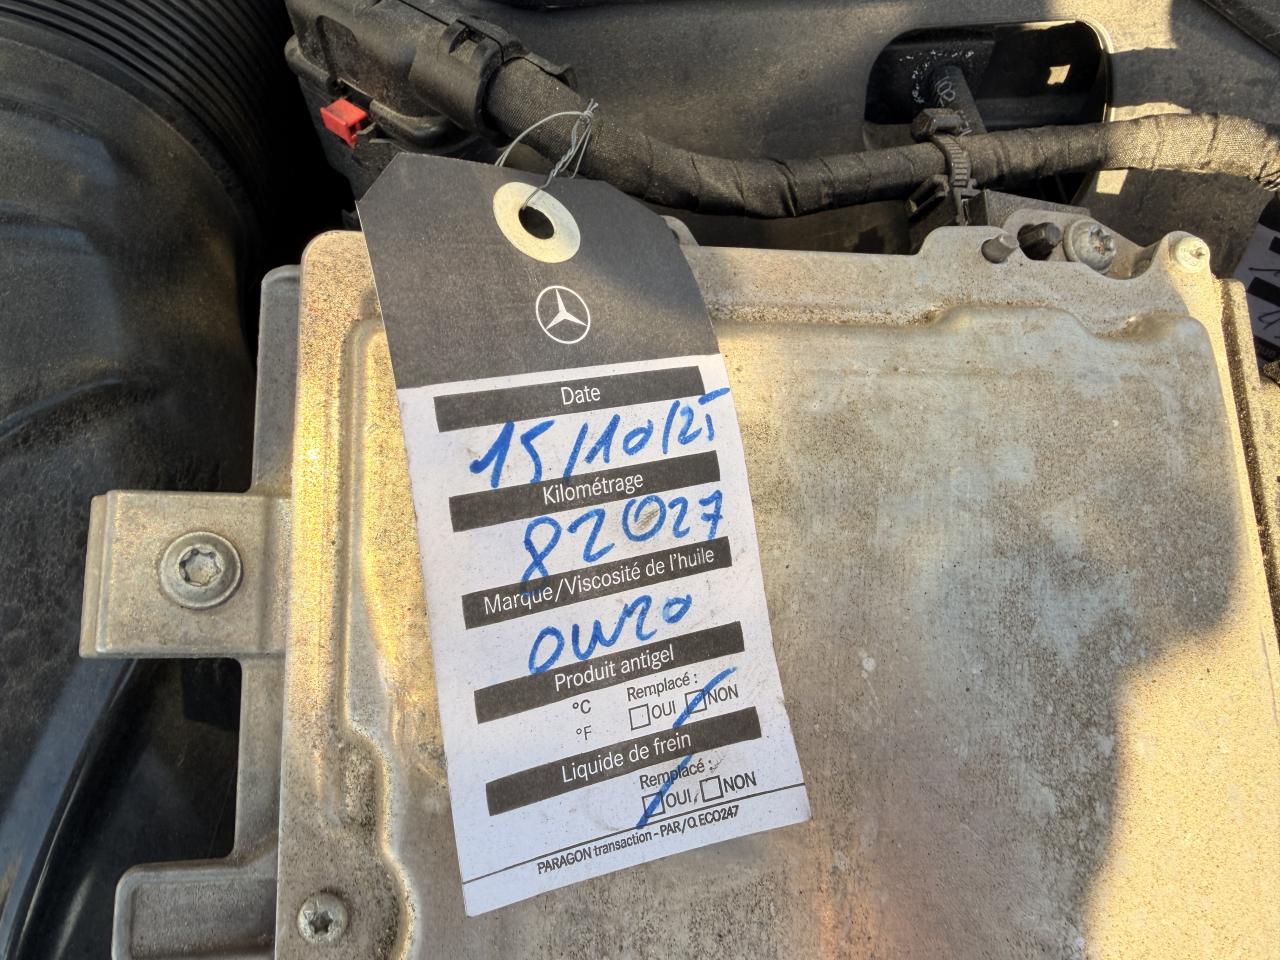 Date
15/10/25
Kilométrage
82027
Marque/Viscosité de l'huile
0W20
Produit antigel
°C
Remplacé :
°F
OUI NON
Liquide de frein
Remplacé :
OUI NON
PARAGON transaction - PAR/O.ECO247